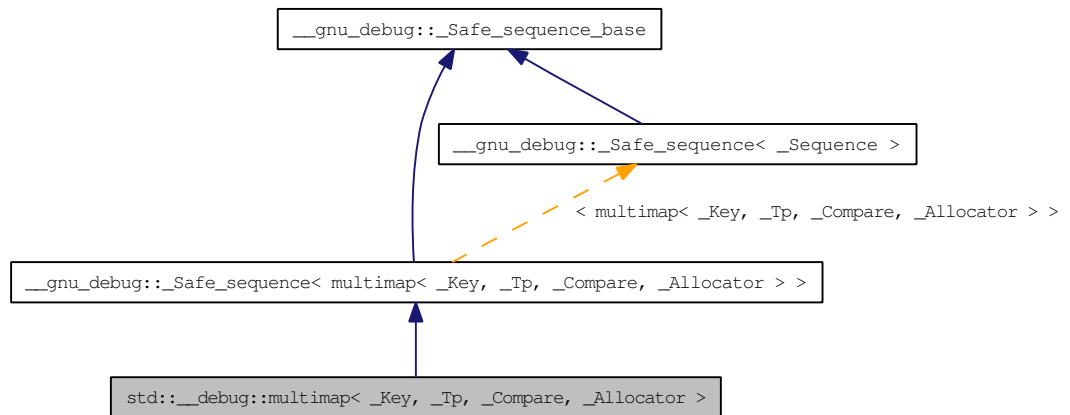 __gnu_debug::_Safe_sequence_base
__gnu_debug::_Safe_sequence< _Sequence >
< multimap< _Key, _Tp, _Compare, _Allocator > >
__gnu_debug::_Safe_sequence< multimap< _Key, _Tp, _Compare, _Allocator > >
std::__debug::multimap< _Key, _Tp, _Compare, _Allocator >